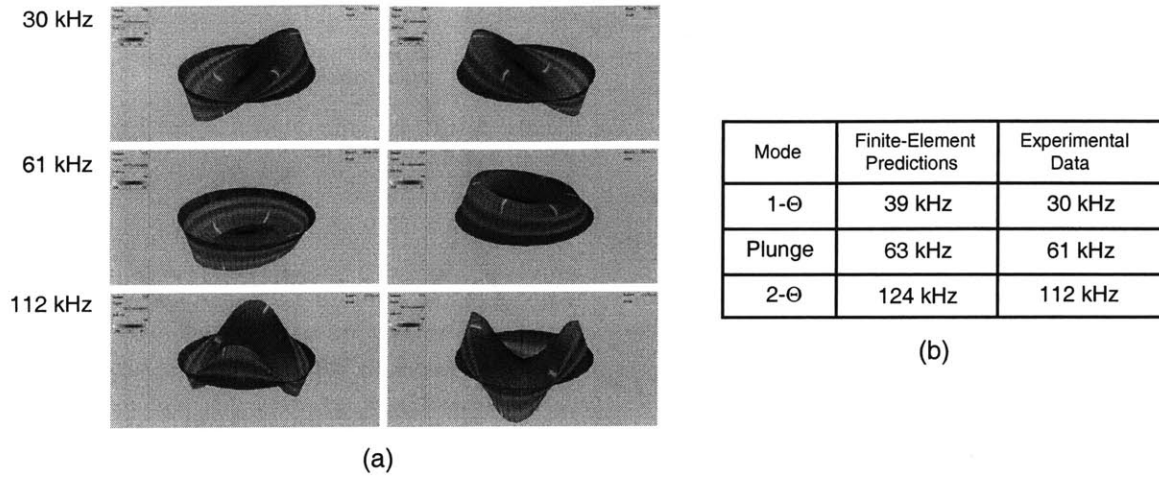 30 kHz
61 kHz
112 kHz
(a)
Mode
Finite-Element
Predictions
Experimental
Data
1-Θ
39 kHz
30 kHz
Plunge
63 kHz
61 kHz
2-Θ
124 kHz
112 kHz
(b)